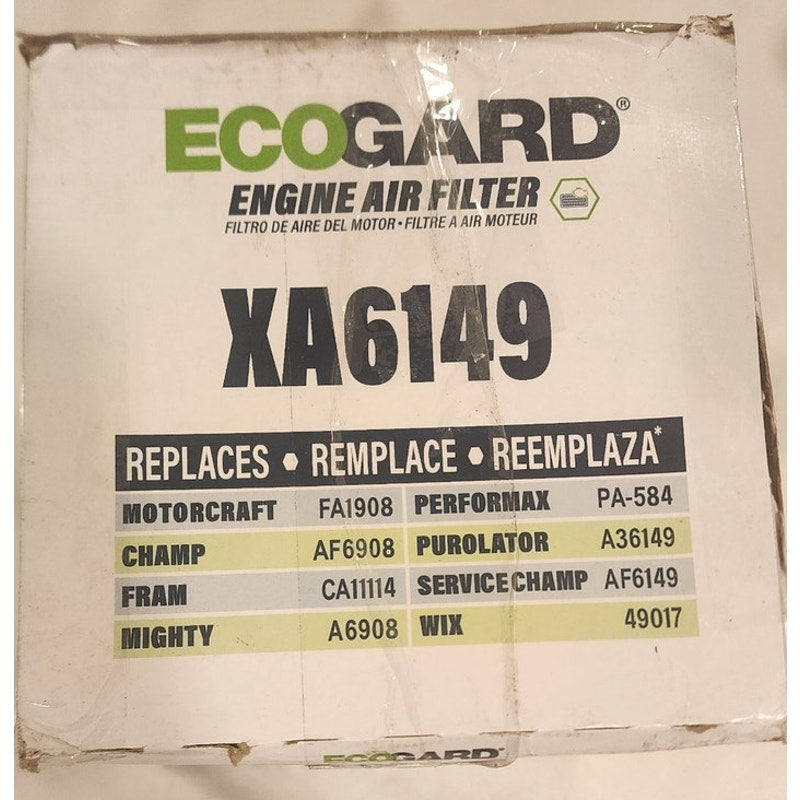 ECOGARD®
ENGINE AIR FILTER
FILTRO DE AIRE DEL MOTOR • FILTRE A AIR MOTEUR
XA6149
REPLACES • REMPLACE • REEMPLAZA*
MOTORCRAFT FA1908 PERFORMAX PA-584
CHAMP AF6908 PUROLATOR A36149
FRAM CA11114 SERVICE CHAMP AF6149
MIGHTY A6908 WIX 49017
ECOGARD